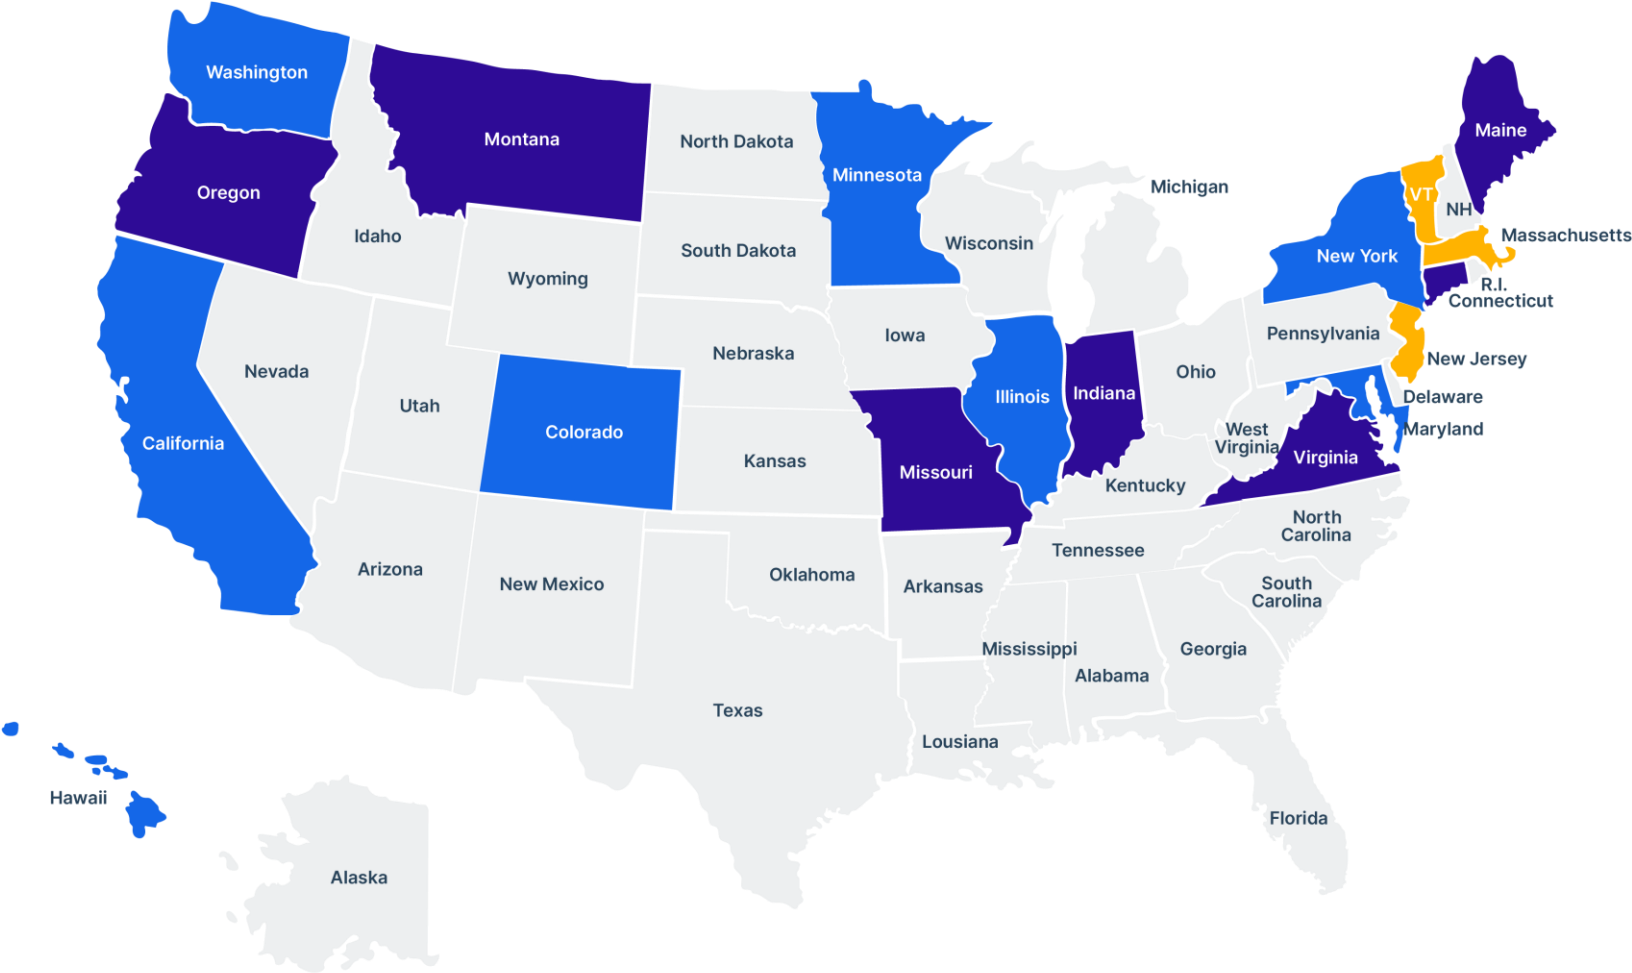 Washington
Montana
North Dakota
Minnesota
Maine
Oregon
Idaho
Wyoming
South Dakota
Wisconsin
Michigan
VT
NH
New York
Massachusetts
R.I.
Connecticut
Iowa
Pennsylvania
Nebraska
Nevada
Utah
Ohio
New Jersey
Delaware
Maryland
Illinois
Indiana
California
Colorado
Kansas
Missouri
West
Virginia
Virginia
Kentucky
North
Carolina
Tennessee
Arizona
New Mexico
Oklahoma
Arkansas
South
Carolina
Mississippi
Alabama
Georgia
Texas
Lousiana
Hawaii
Alaska
Florida